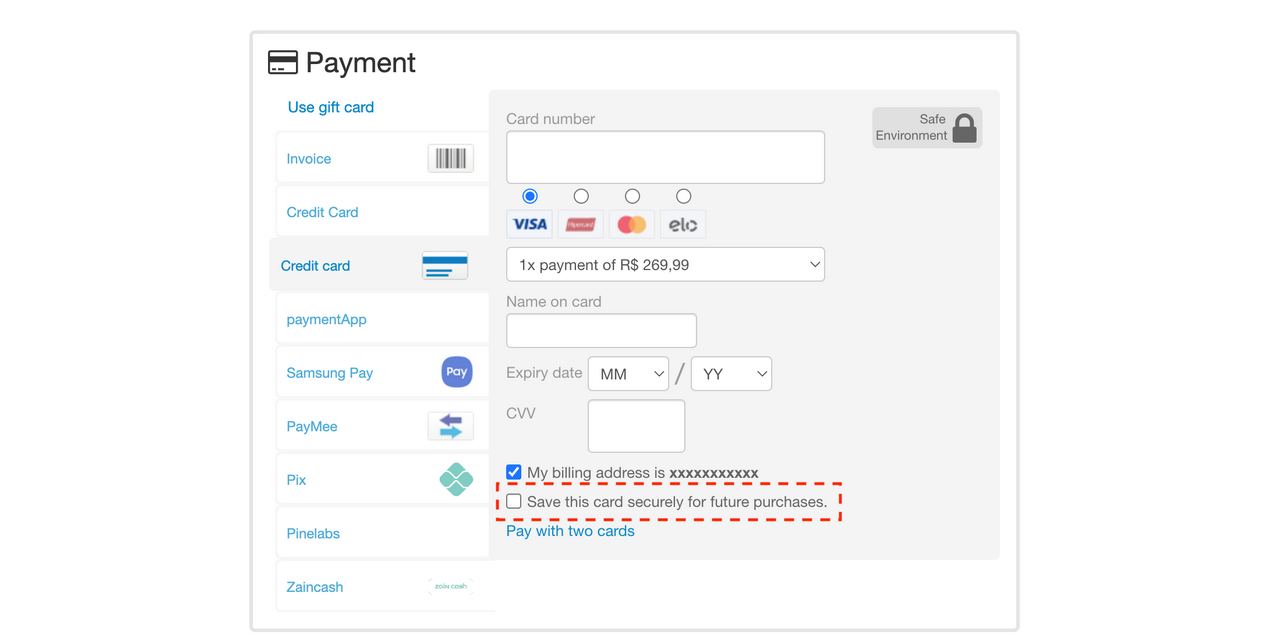 Payment
Use gift card
Invoice
Credit Card
Credit card
paymentApp
Samsung Pay
Pay
PayMee
Pix
Pinelabs
Zaincash
zain cash
Card number
Safe
Environment
VISA
Hipercard
elo
1x payment of R$ 269,99
Name on card
Expiry date MM / YY
CVV
My billing address is xxxxxxxxxxx
Save this card securely for future purchases.
Pay with two cards